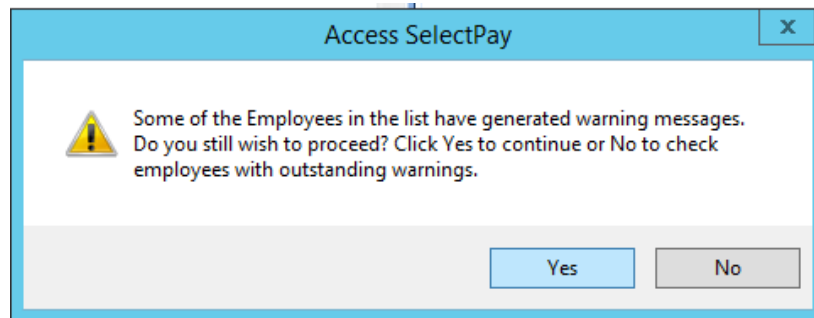 Access SelectPay
x
Some of the Employees in the list have generated warning messages.
Do you still wish to proceed? Click Yes to continue or No to check
employees with outstanding warnings.
Yes
No